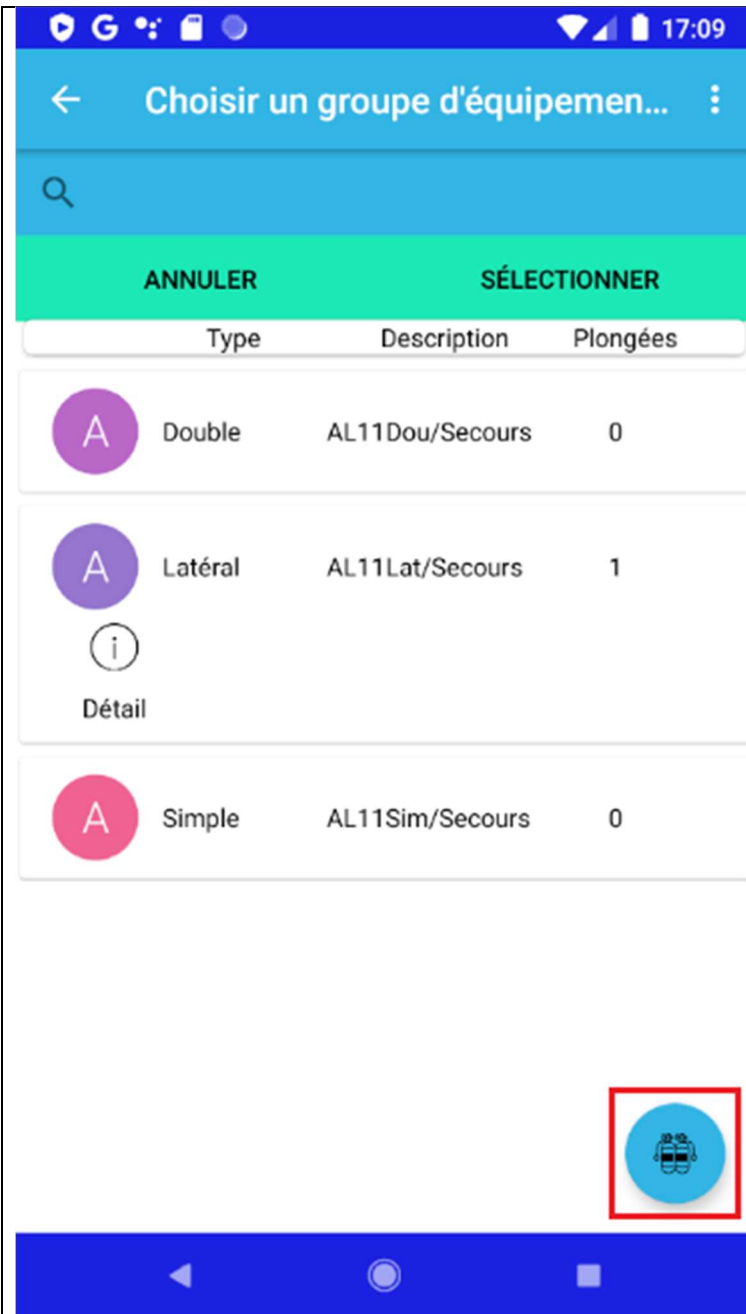 G 17:09
Choisir un groupe d'équipemen...
ANNULER SÉLECTIONNER
Type Description Plongées
A Double AL11Dou/Secours 0
A Latéral AL11Lat/Secours 1
i
Détail
A Simple AL11Sim/Secours 0